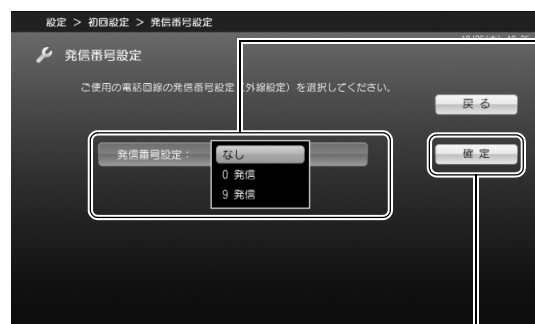 設定 > 初回設定 > 発信番号設定
発信番号設定
ご使用の電話回線の発信番号設定（外線設定）を選択してください。
戻る
発信番号設定：
なし
確定
0 発信
9 発信